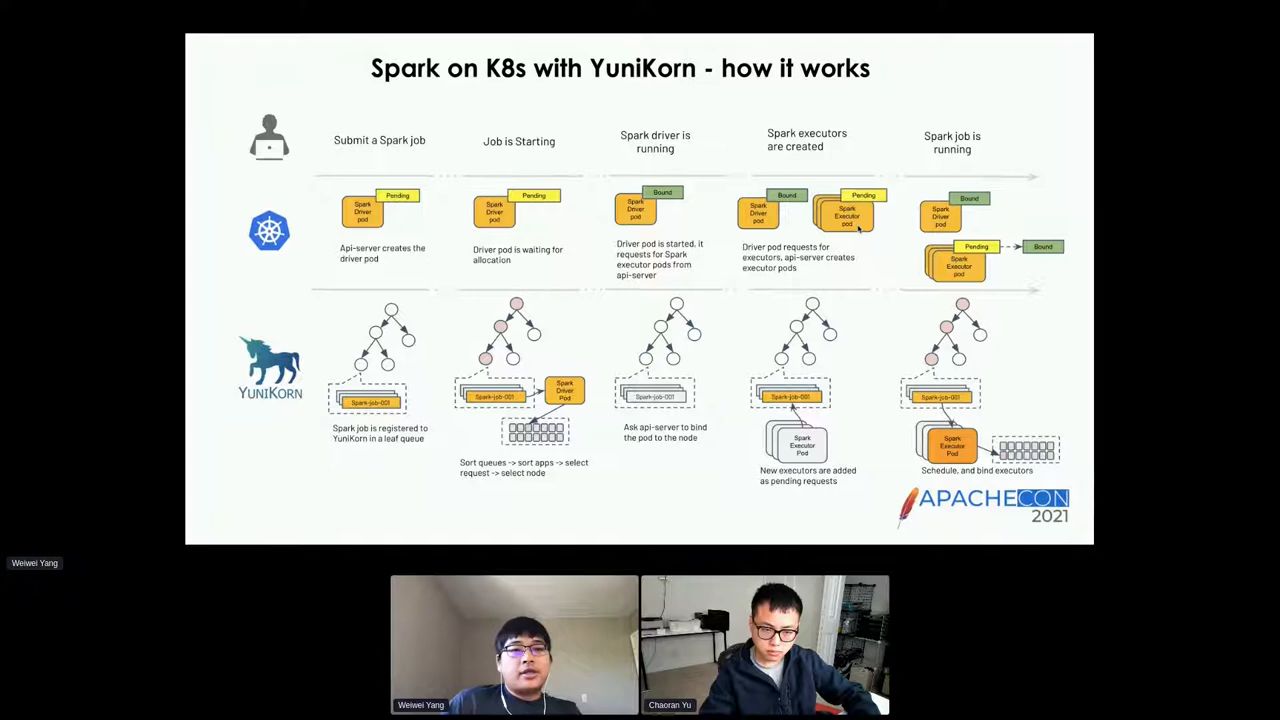 Spark on K8s with YuniKorn - how it works
Submit a Spark job
Job is Starting
Spark driver is
running
Spark executors
are created
Spark job is
running
Pending
Spark
Driver
pod
Api-server creates the
driver pod
Pending
Spark
Driver
pod
Driver pod is waiting for
allocation
Bound
Spark
Driver
pod
Driver pod is started, it
requests for Spark
executor pods from
api-server
Bound
Spark
Driver
pod
Pending
Spark
Executor
pod
Driver pod requests for
executors, api-server creates
executor pods
Bound
Spark
Driver
pod
Pending
Bound
Spark
Executor
pod
YUNIKORN
Spark-job-001
Spark job is registered to
YuniKorn in a leaf queue
Spark-job-001
Spark
Driver
Pod
Sort queues -> sort apps -> select
request -> select node
Spark-job-001
Ask api-server to bind
the pod to the node
Spark-job-001
Spark
Executor
Pod
New executors are added
as pending requests
Spark-job-001
Spark
Executor
Pod
Schedule, and bind executors
APACHECON
2021
Weiwei Yang
Weiwei Yang
Chaoran Yu